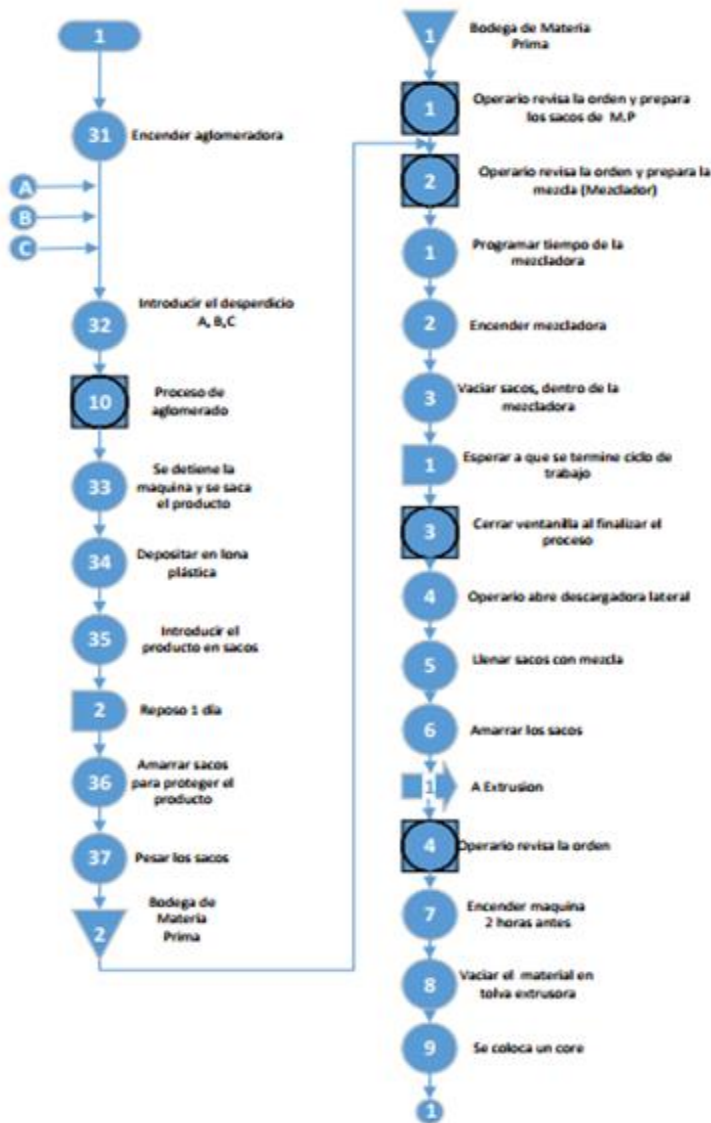 1
31
Encender aglomeradora
A
B
C
32
Introducir el desperdicio
A, B,C
10
Proceso de
aglomerado
33
Se detiene la
maquina y se saca
el producto
34
Depositar en lona
plástica
35
Introducir el
producto en sacos
2
Reposo 1 día
36
Amarrar sacos
para proteger el
producto
37
Pesar los sacos
2
Bodega de
Materia
Prima
1
Bodega de Materia
Prima
1
Operario revisa la orden y prepara
los sacos de M.P
2
Operario revisa la orden y prepara la
mezcla (Mezclador)
1
Programar tiempo de la
mezcladora
2
Encender mezcladora
3
Vaciar sacos, dentro de la
mezcladora
1
Esperar a que se termine ciclo de
trabajo
3
Cerrar ventanilla al finalizar el
proceso
4
Operario abre descargadora lateral
5
Llenar sacos con mezcla
6
Amarrar los sacos
1
A Extrusion
4
Operario revisa la orden
7
Encender maquina
2 horas antes
8
Vaciar el material en
tolva extrusora
9
Se coloca un core
1